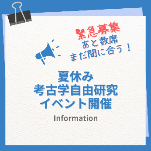 緊急募集
あと数席
まだ間に合う！
夏休み
考古学自由研究
イベント開催
Information